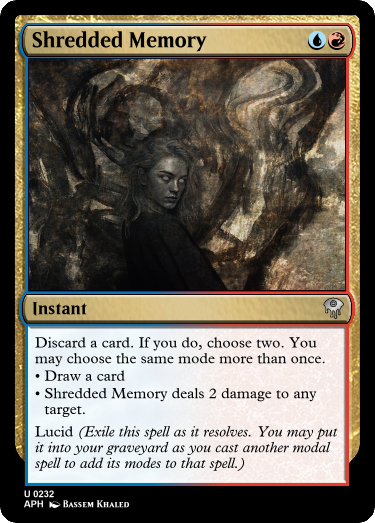 Shredded Memory
Instant
Discard a card. If you do, choose two. You
may choose the same mode more than once.
• Draw a card
• Shredded Memory deals 2 damage to any
target.
Lucid (Exile this spell as it resolves. You may put
it into your graveyard as you cast another modal
spell to add its modes to that spell.)
U 0232
APH Bassem Khaled